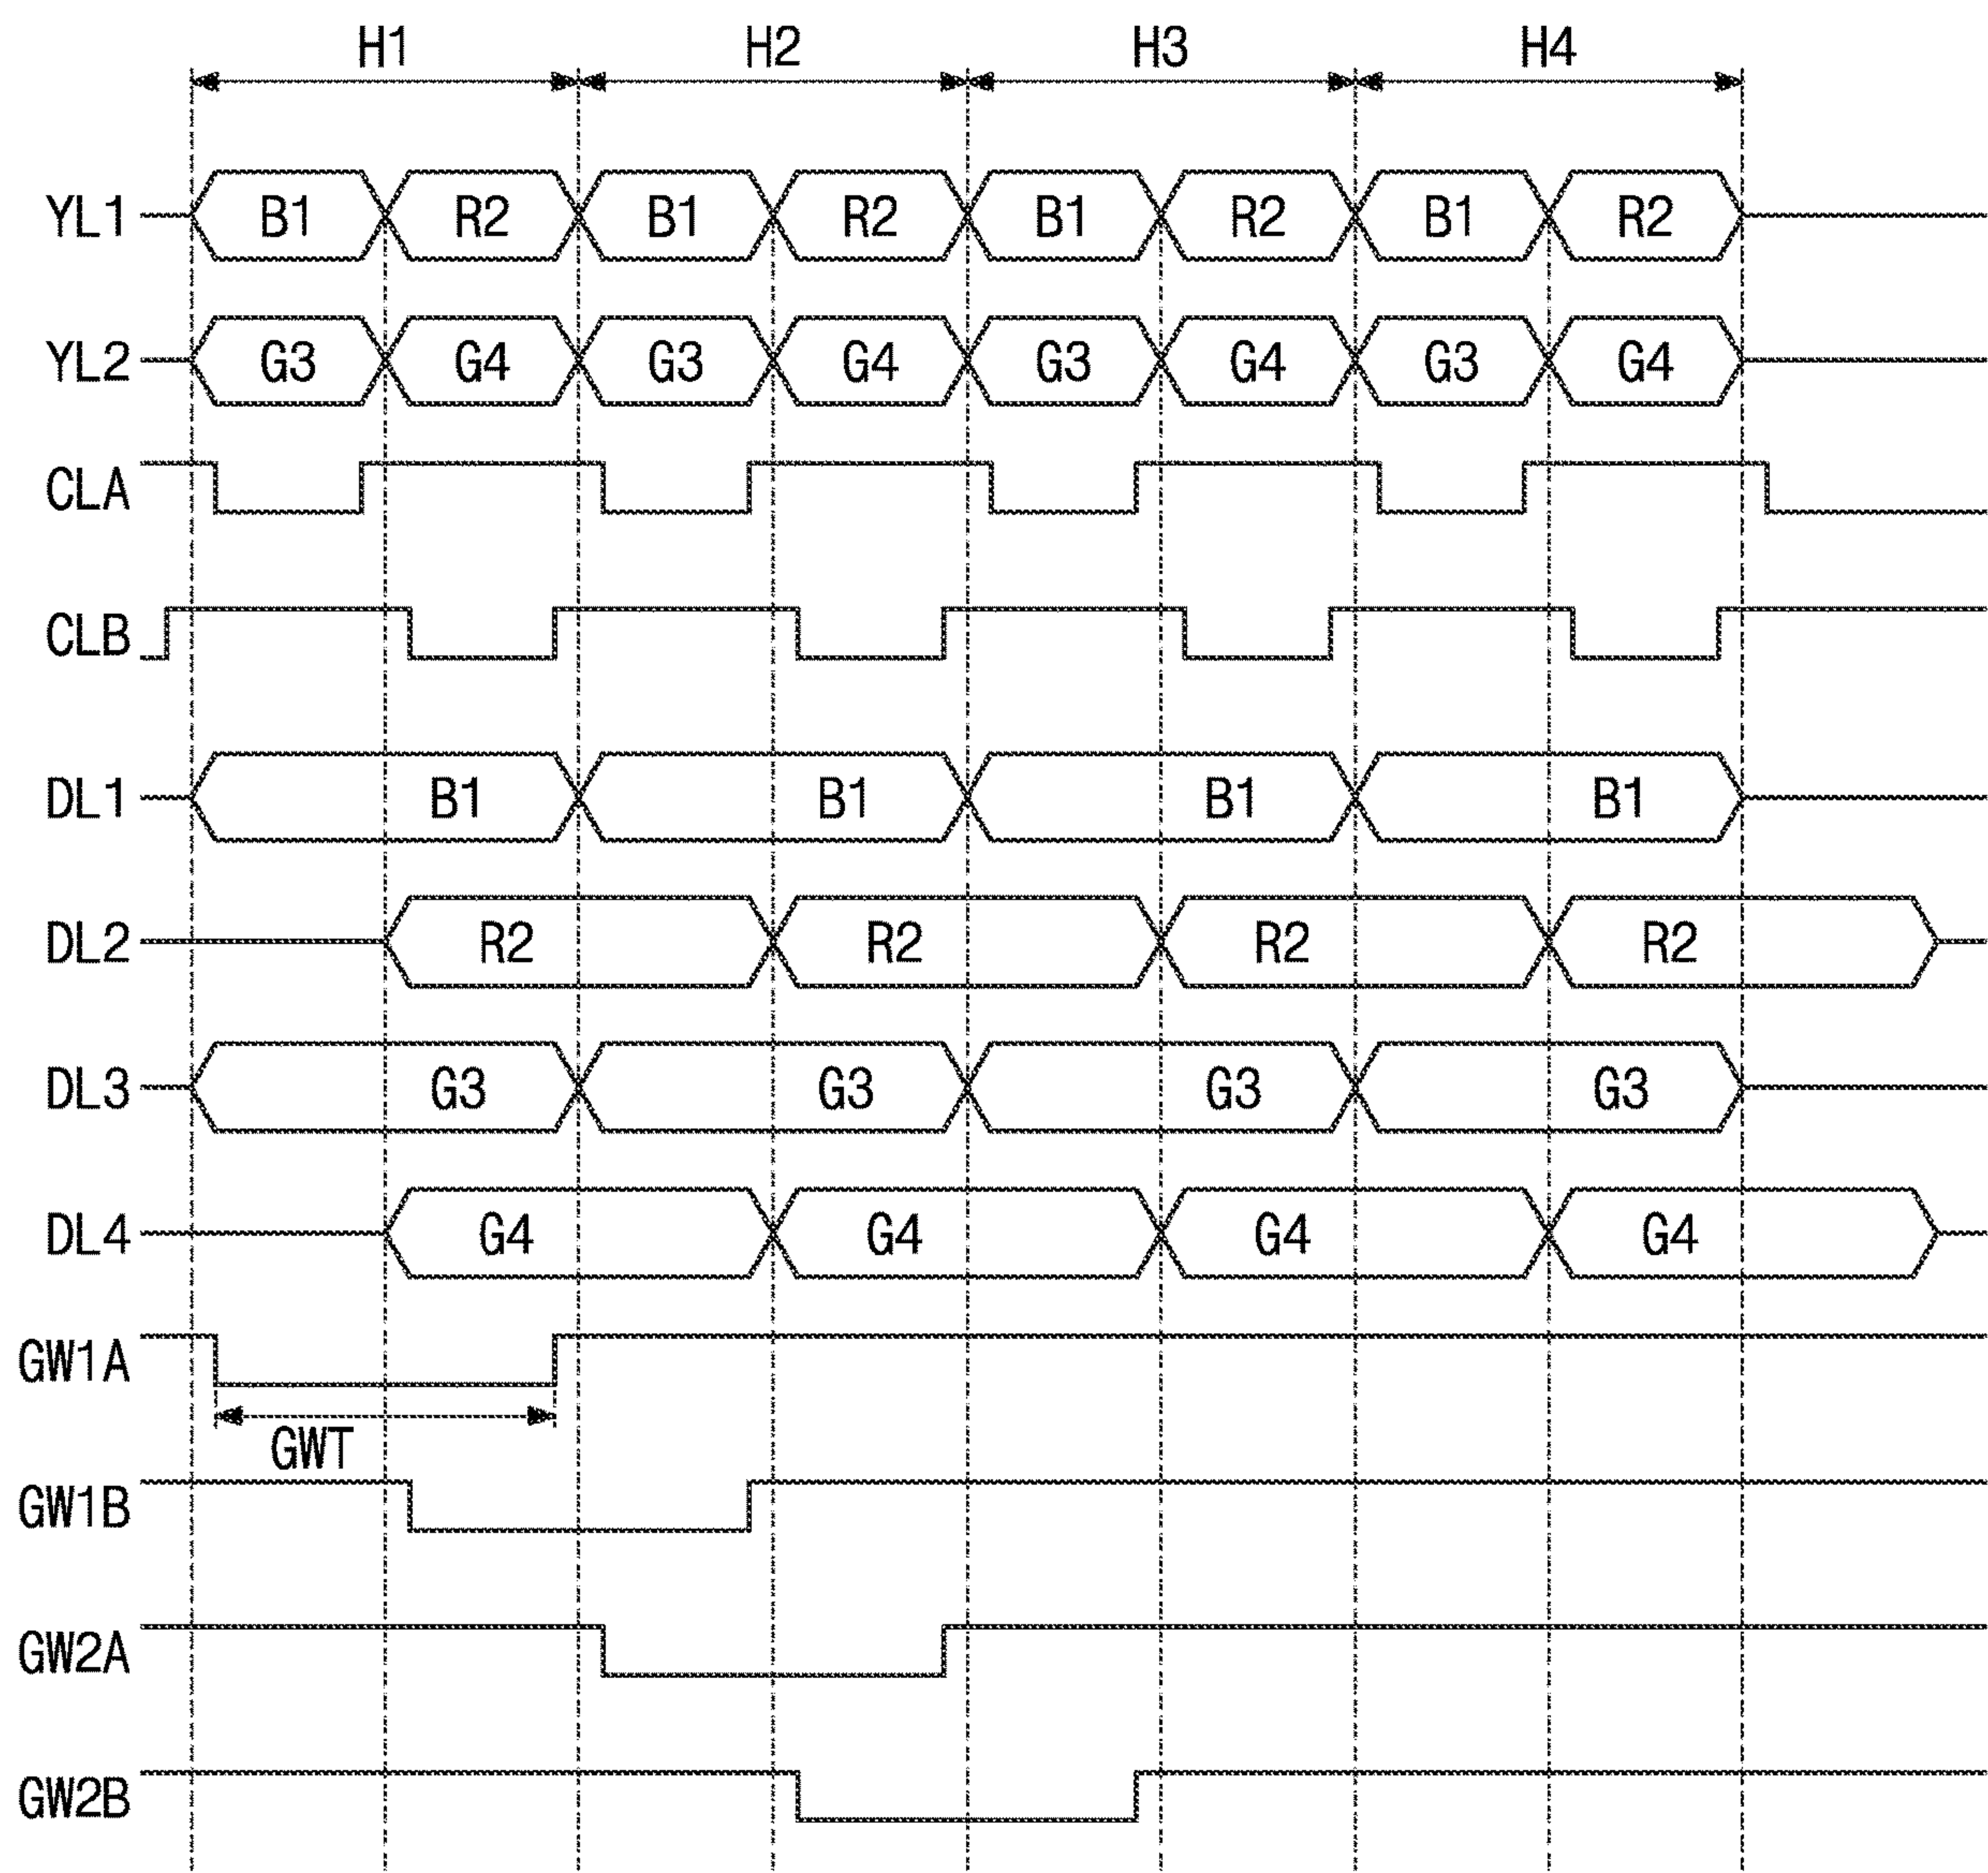 H1 H2 H3 H4
YL1 B1 R2 B1 R2 B1 R2 B1 R2
YL2 G3 G4 G3 G4 G3 G4 G3 G4
CLA
CLB
DL1 B1 B1 B1 B1
DL2 R2 R2 R2 R2
DL3 G3 G3 G3 G3
DL4 G4 G4 G4 G4
GW1A
GWT
GW1B
GW2A
GW2B